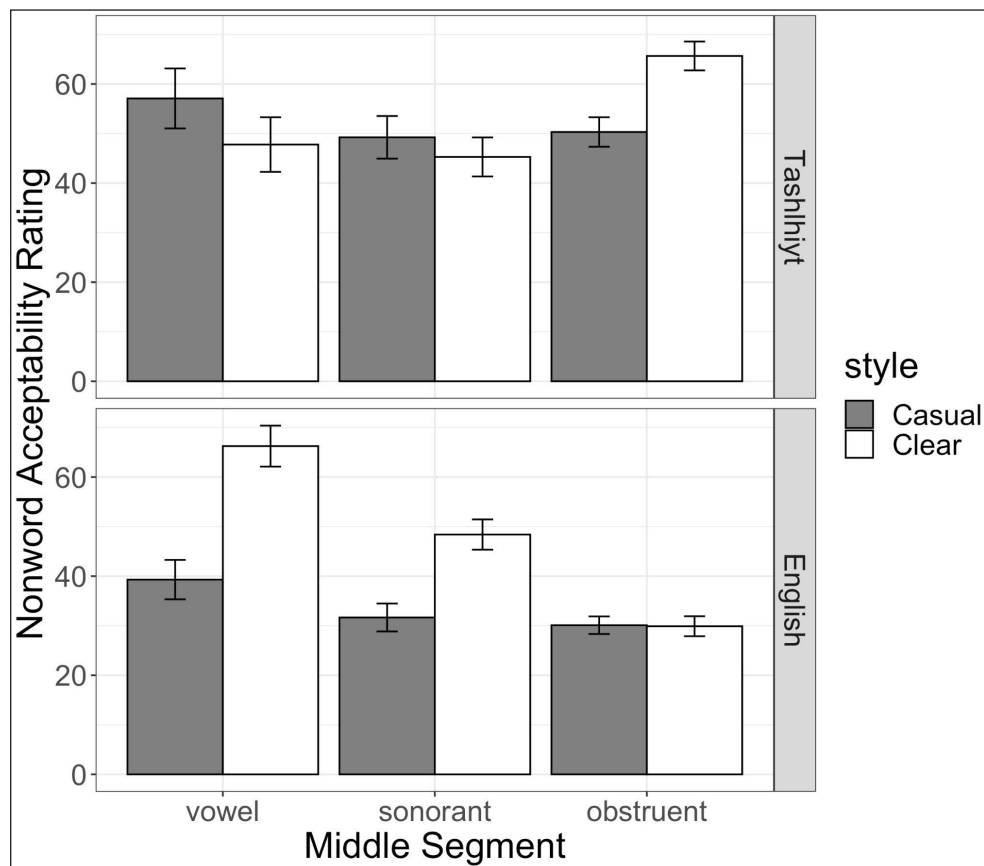 Nonword Acceptability Rating
60
40
20
0
Tashlhiyt
60
40
20
0
English
vowel sonorant obstruent
Middle Segment
style
Casual
Clear